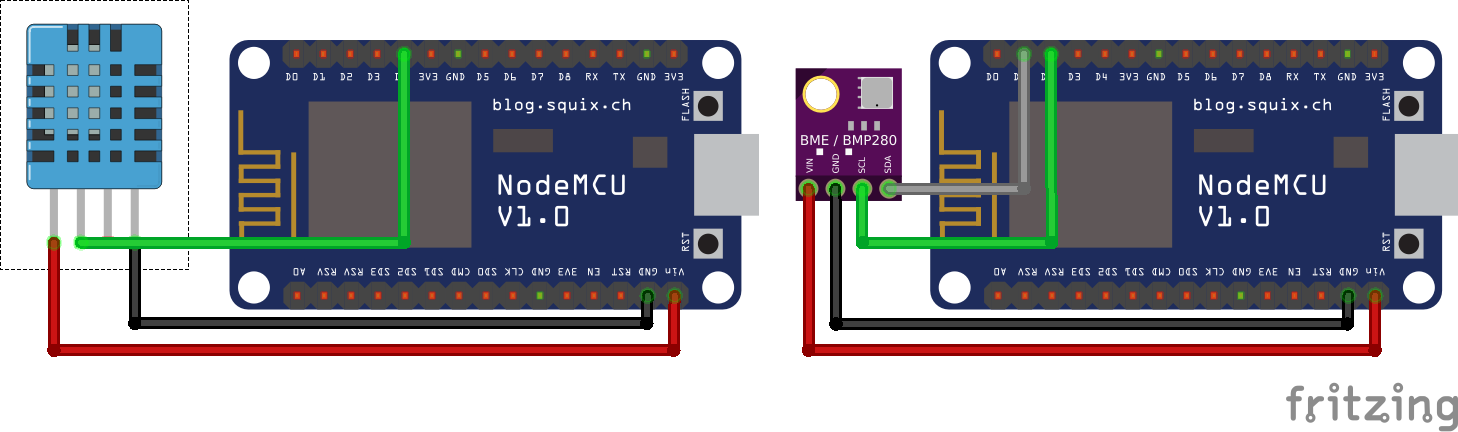 D0 D1 D2 D3 3V3 GND D5 D6 D7 D8 RX TX GND 3V3
blog.squix.ch
FLASH
NodeMCU
V1.0
RST
A0 RSV RSV SD3 SD2 SD1 CMD SD0 CLK GND 3V3 EN RST GND Vin
BME / BMP280
VIN GND SCL SDA
D0 D3 D4 3V3 GND D5 D6 D7 D8 RX TX GND 3V3
blog.squix.ch
FLASH
NodeMCU
V1.0
RST
A0 RSV RSV SD3 SD2 SD1 CMD SD0 CLK GND 3V3 EN RST GND Vin
fritzing